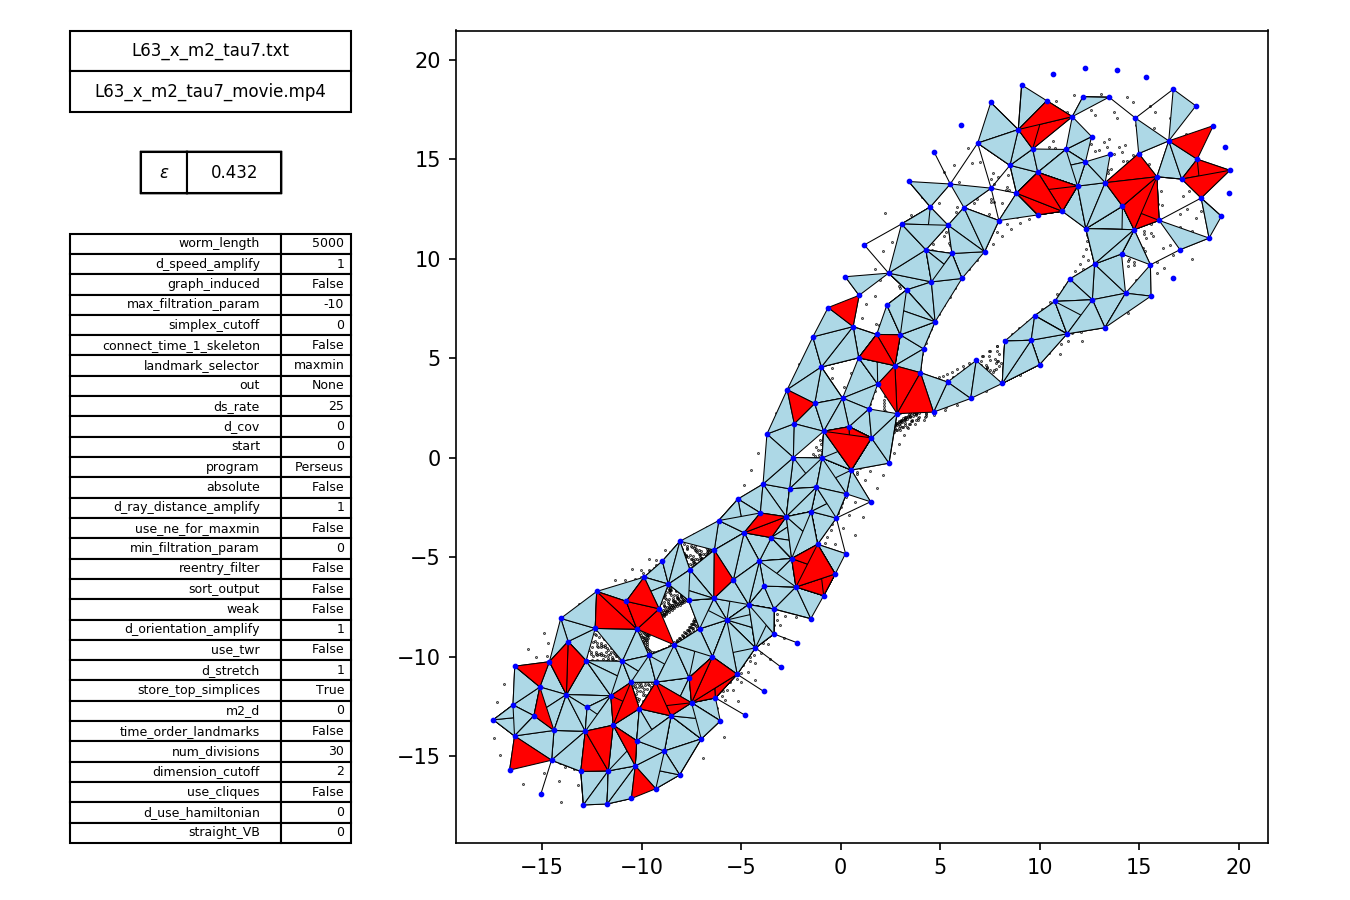 L63_x_m2_tau7.txt
L63_x_m2_tau7_movie.mp4
ε 0.432
worm_length 5000
d_speed_amplify 1
graph_induced False
max_filtration_param -10
simplex_cutoff 0
connect_time_1_skeleton False
landmark_selector maxmin
out None
ds_rate 25
d_cov 0
start 0
program Perseus
absolute False
d_ray_distance_amplify 1
use_ne_for_maxmin False
min_filtration_param 0
reentry_filter False
sort_output False
weak False
d_orientation_amplify 1
use_twr False
d_stretch 1
store_top_simplices True
m2_d 0
time_order_landmarks False
num_divisions 30
dimension_cutoff 2
use_cliques False
d_use_hamiltonian 0
straight_VB 0
20
15
10
5
0
−5
−10
−15
−15 −10 −5 0 5 10 15 20